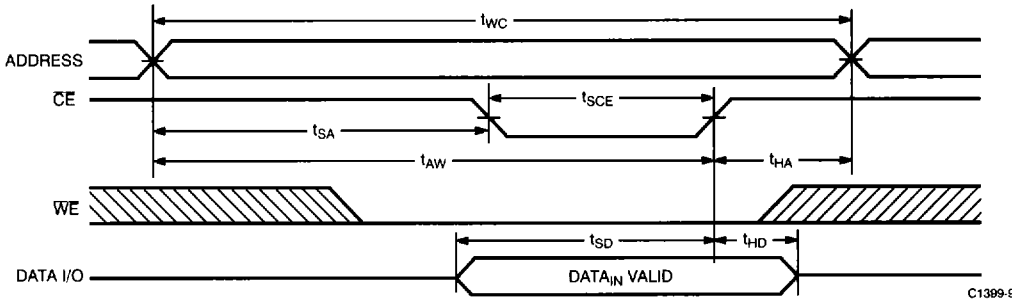 tWC
ADDRESS
CE
tSCE
tSA
tAW
tHA
WE
tSD
tHD
DATA I/O
DATAIN VALID
C1399-9